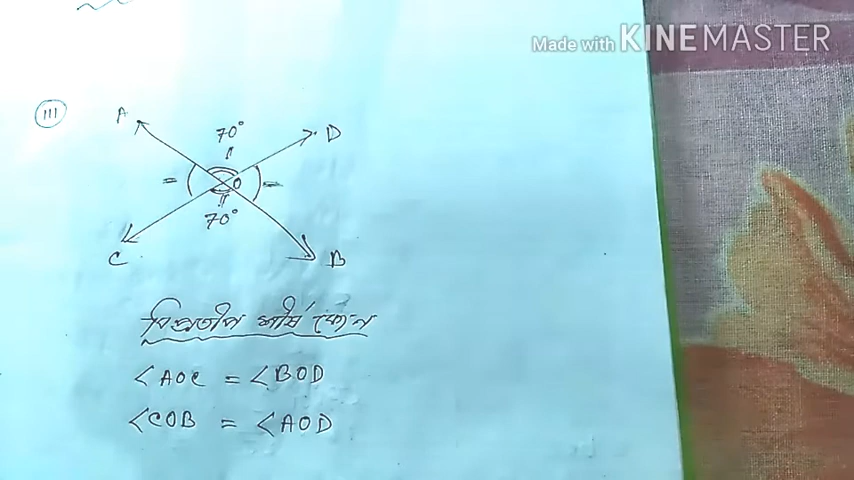 Made with KINEMASTER
III
A
70°
D
= O =
70°
C
B
বিপ্রতীপ শীর্ষ কোন
<AOC = <BOD
<COB = <AOD